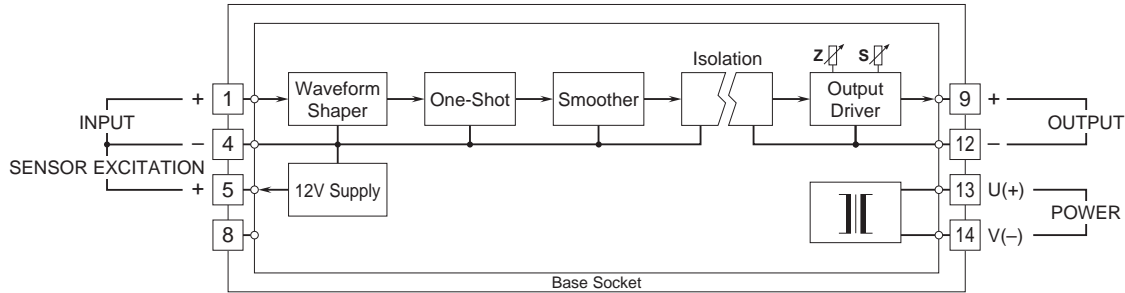 Isolation
Z S
+ 1 Waveform Shaper One-Shot Smoother Output Driver 9 +
INPUT OUTPUT
– 4 12 –
SENSOR EXCITATION
+ 5 12V Supply 13 U(+)
POWER
8 14 V(–)
Base Socket